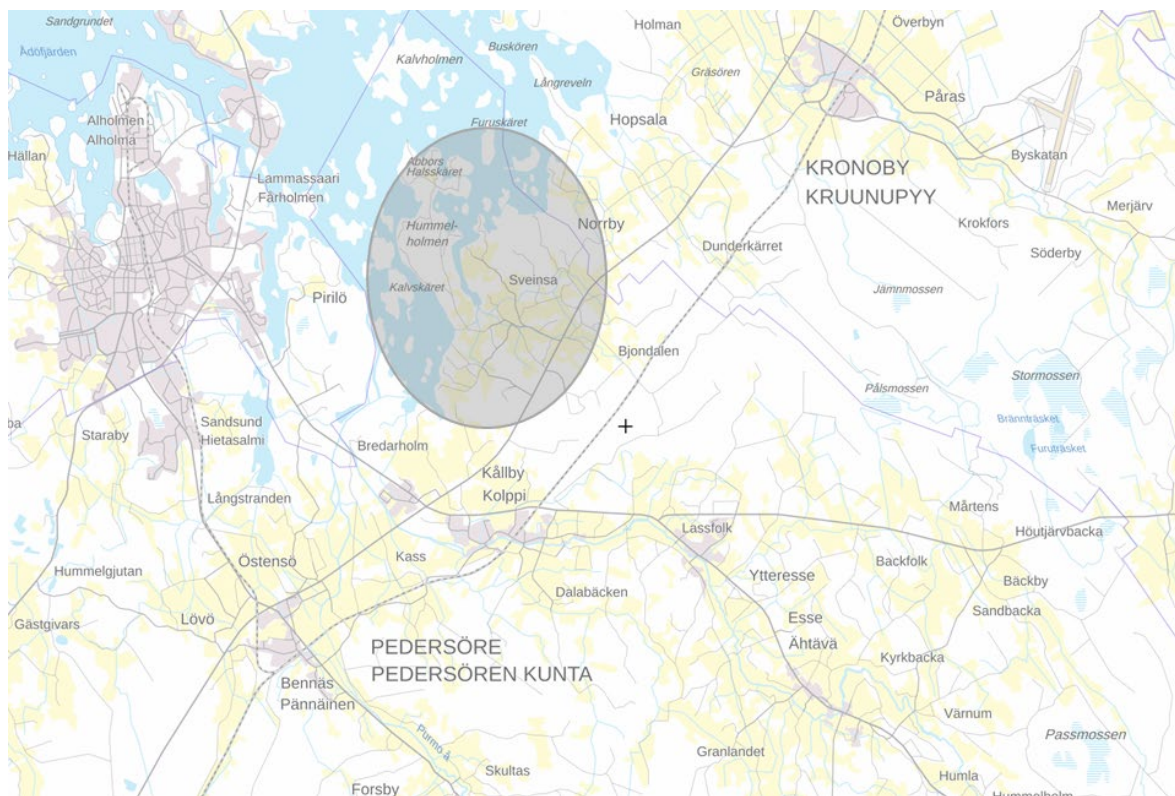 Sandgrundet
Ådöfjärden
Kalvholmen
Buskören
Långreveln
Holman
Överbyn
Gräsören
Påras
Alholmen
Alholma
Furuskäret
Hopsala
Hällan
Abbors
Halsskäret
Byskatan
KRONOBY
KRUUNUPYY
Lammassaari
Färholmen
Merjärv
Hummel-
holmen
Norrby
Krokfors
Dunderkärret
Söderby
Kalvskäret
Sveinsa
Jämnmossen
Pirilö
Bjondalen
Stormossen
Pålsmossen
ba
Sandsund
Hietasalmi
Brännträsket
Staraby
Bredarholm
Furuträsket
Kållby
Kolppi
Långstranden
Mårtens
Lassfolk
Höutjärvbacka
Östensö
Kass
Backfolk
Hummelgjutan
Ytteresse
Bäckby
Dalabäcken
Sandbacka
Lövö
Esse
Ähtävä
Gästgivars
PEDERSÖRE
PEDERSÖREN KUNTA
Kyrkbacka
Bennäs
Pännäinen
Värnum
Purmo å
Passmossen
Granlandet
Skultas
Humla
Forsby
Hummelholm